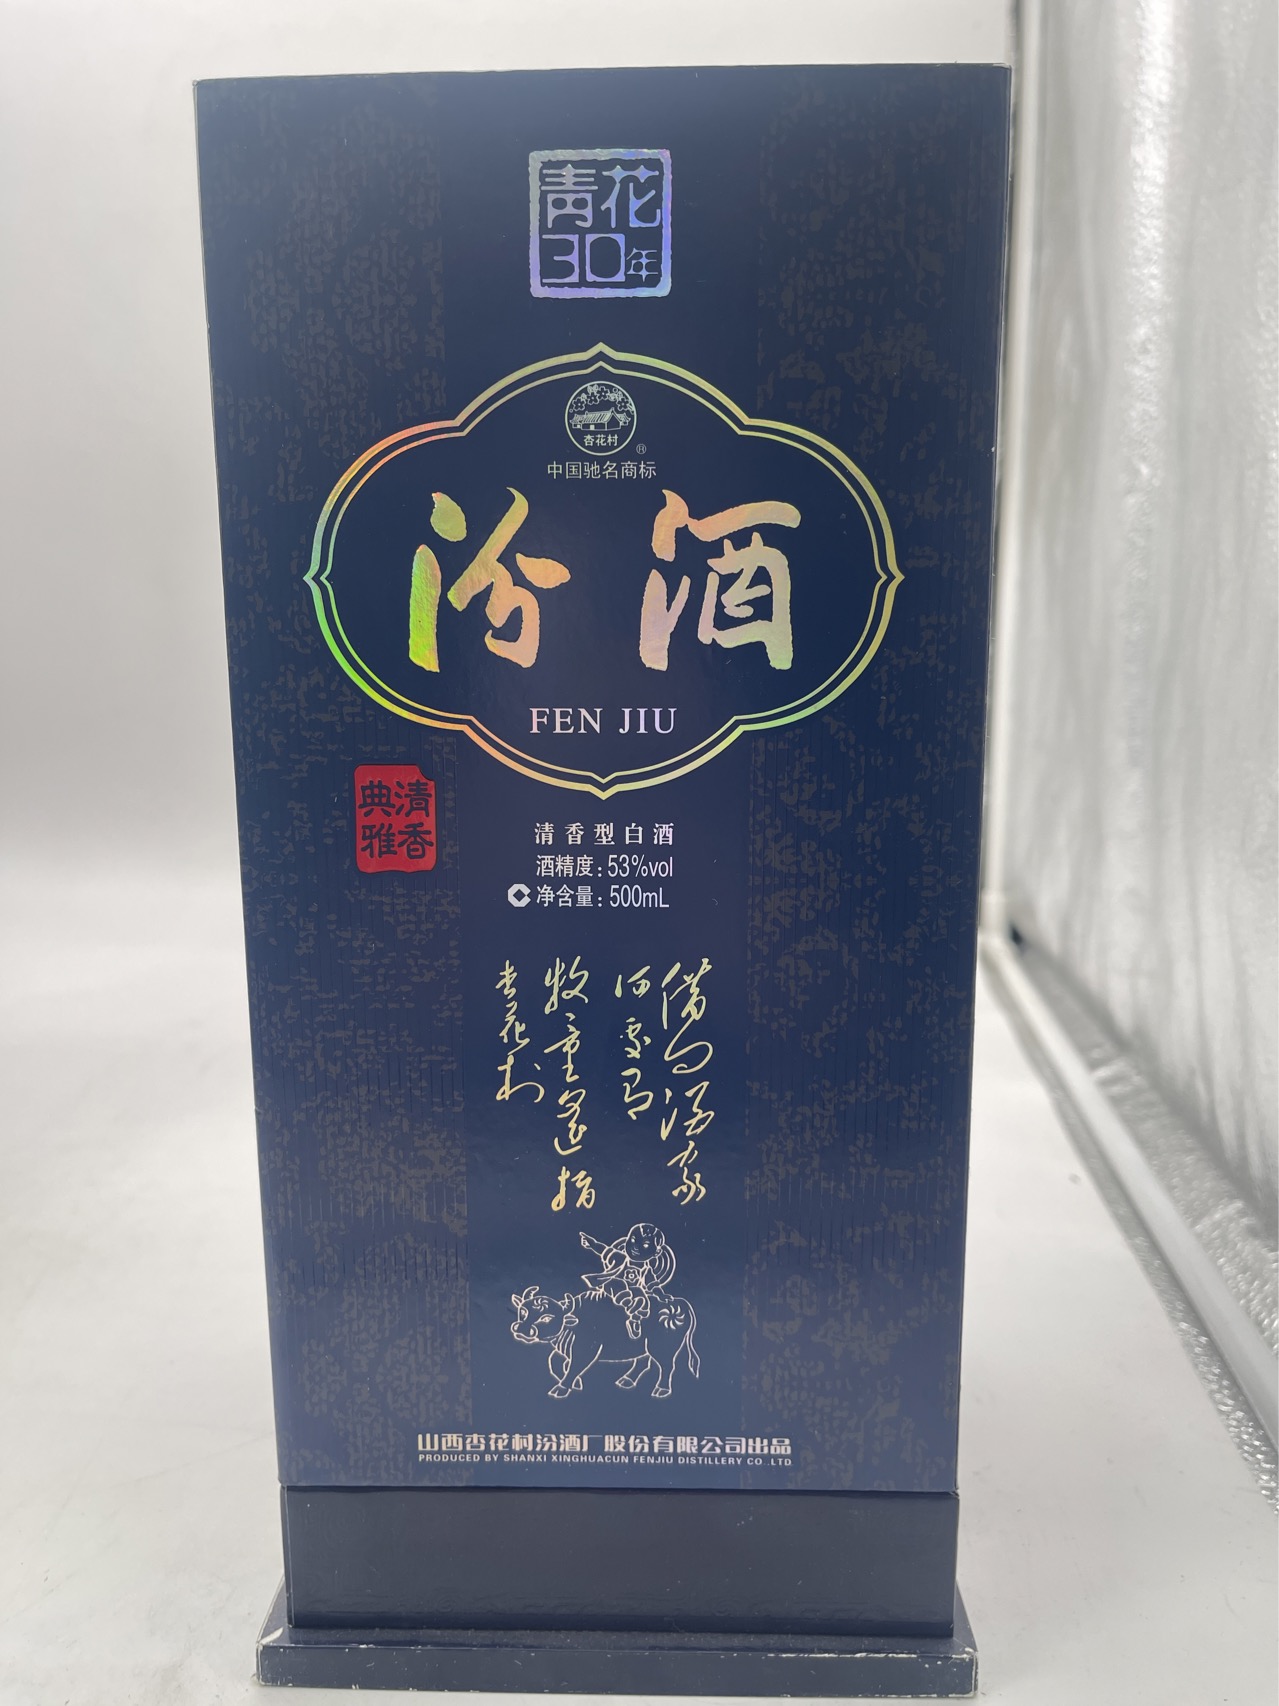 青花
30年
杏花村
®
中国驰名商标
汾酒
FEN JIU
清香
典雅
清香型白酒
酒精度:53%vol
净含量:500mL
借问酒家
何处有
牧童遥指
杏花村
山西杏花村汾酒厂股份有限公司出品
PRODUCED BY SHANXI XINGHUACUN FENJIU DISTILLERY CO.,LTD